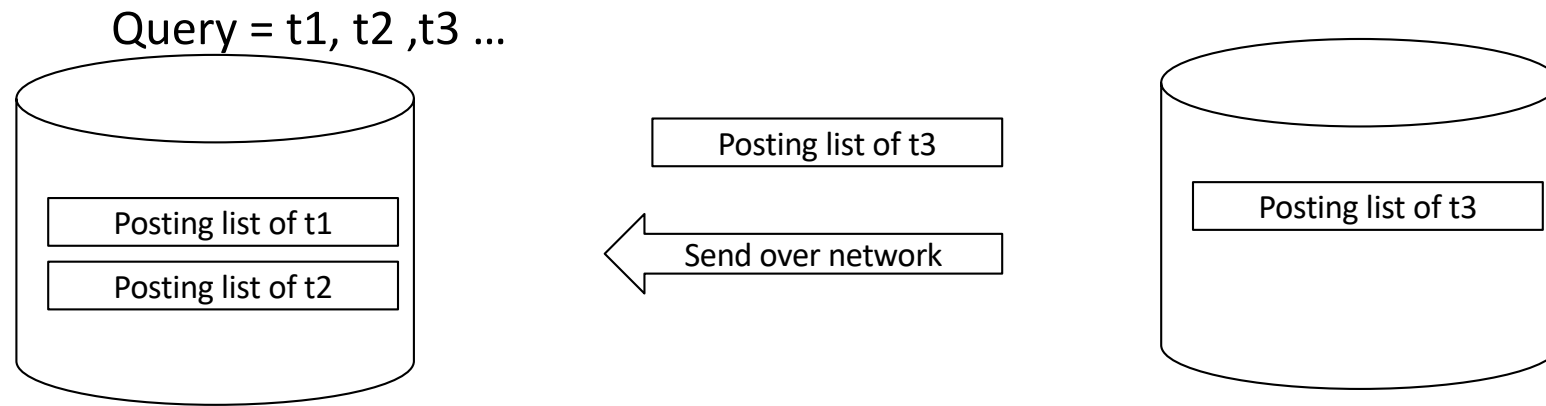 Query = t1, t2 ,t3 ...
Posting list of t1
Posting list of t2
Posting list of t3
Send over network
Posting list of t3